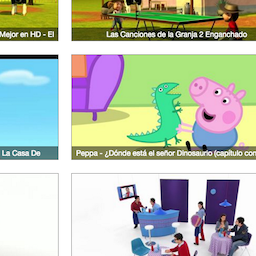 Mejor en HD - El
Las Canciones de la Granja 2 Enganchado
La Casa De
Peppa - ¿Dónde está el señor Dinosaurio (capítulo con